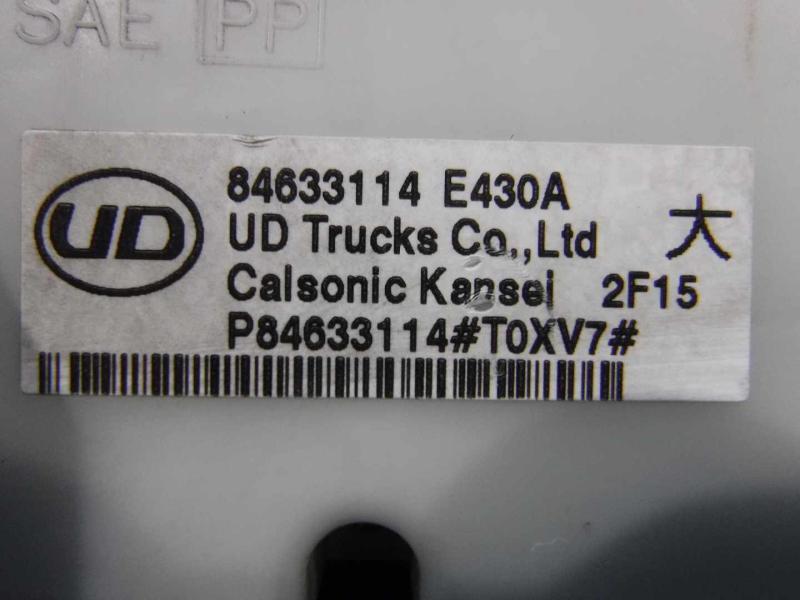 SAE PP
UD
84633114 E430A
UD Trucks Co.,Ltd
大
Calsonic Kansei 2F15
P84633114#T0XV7#